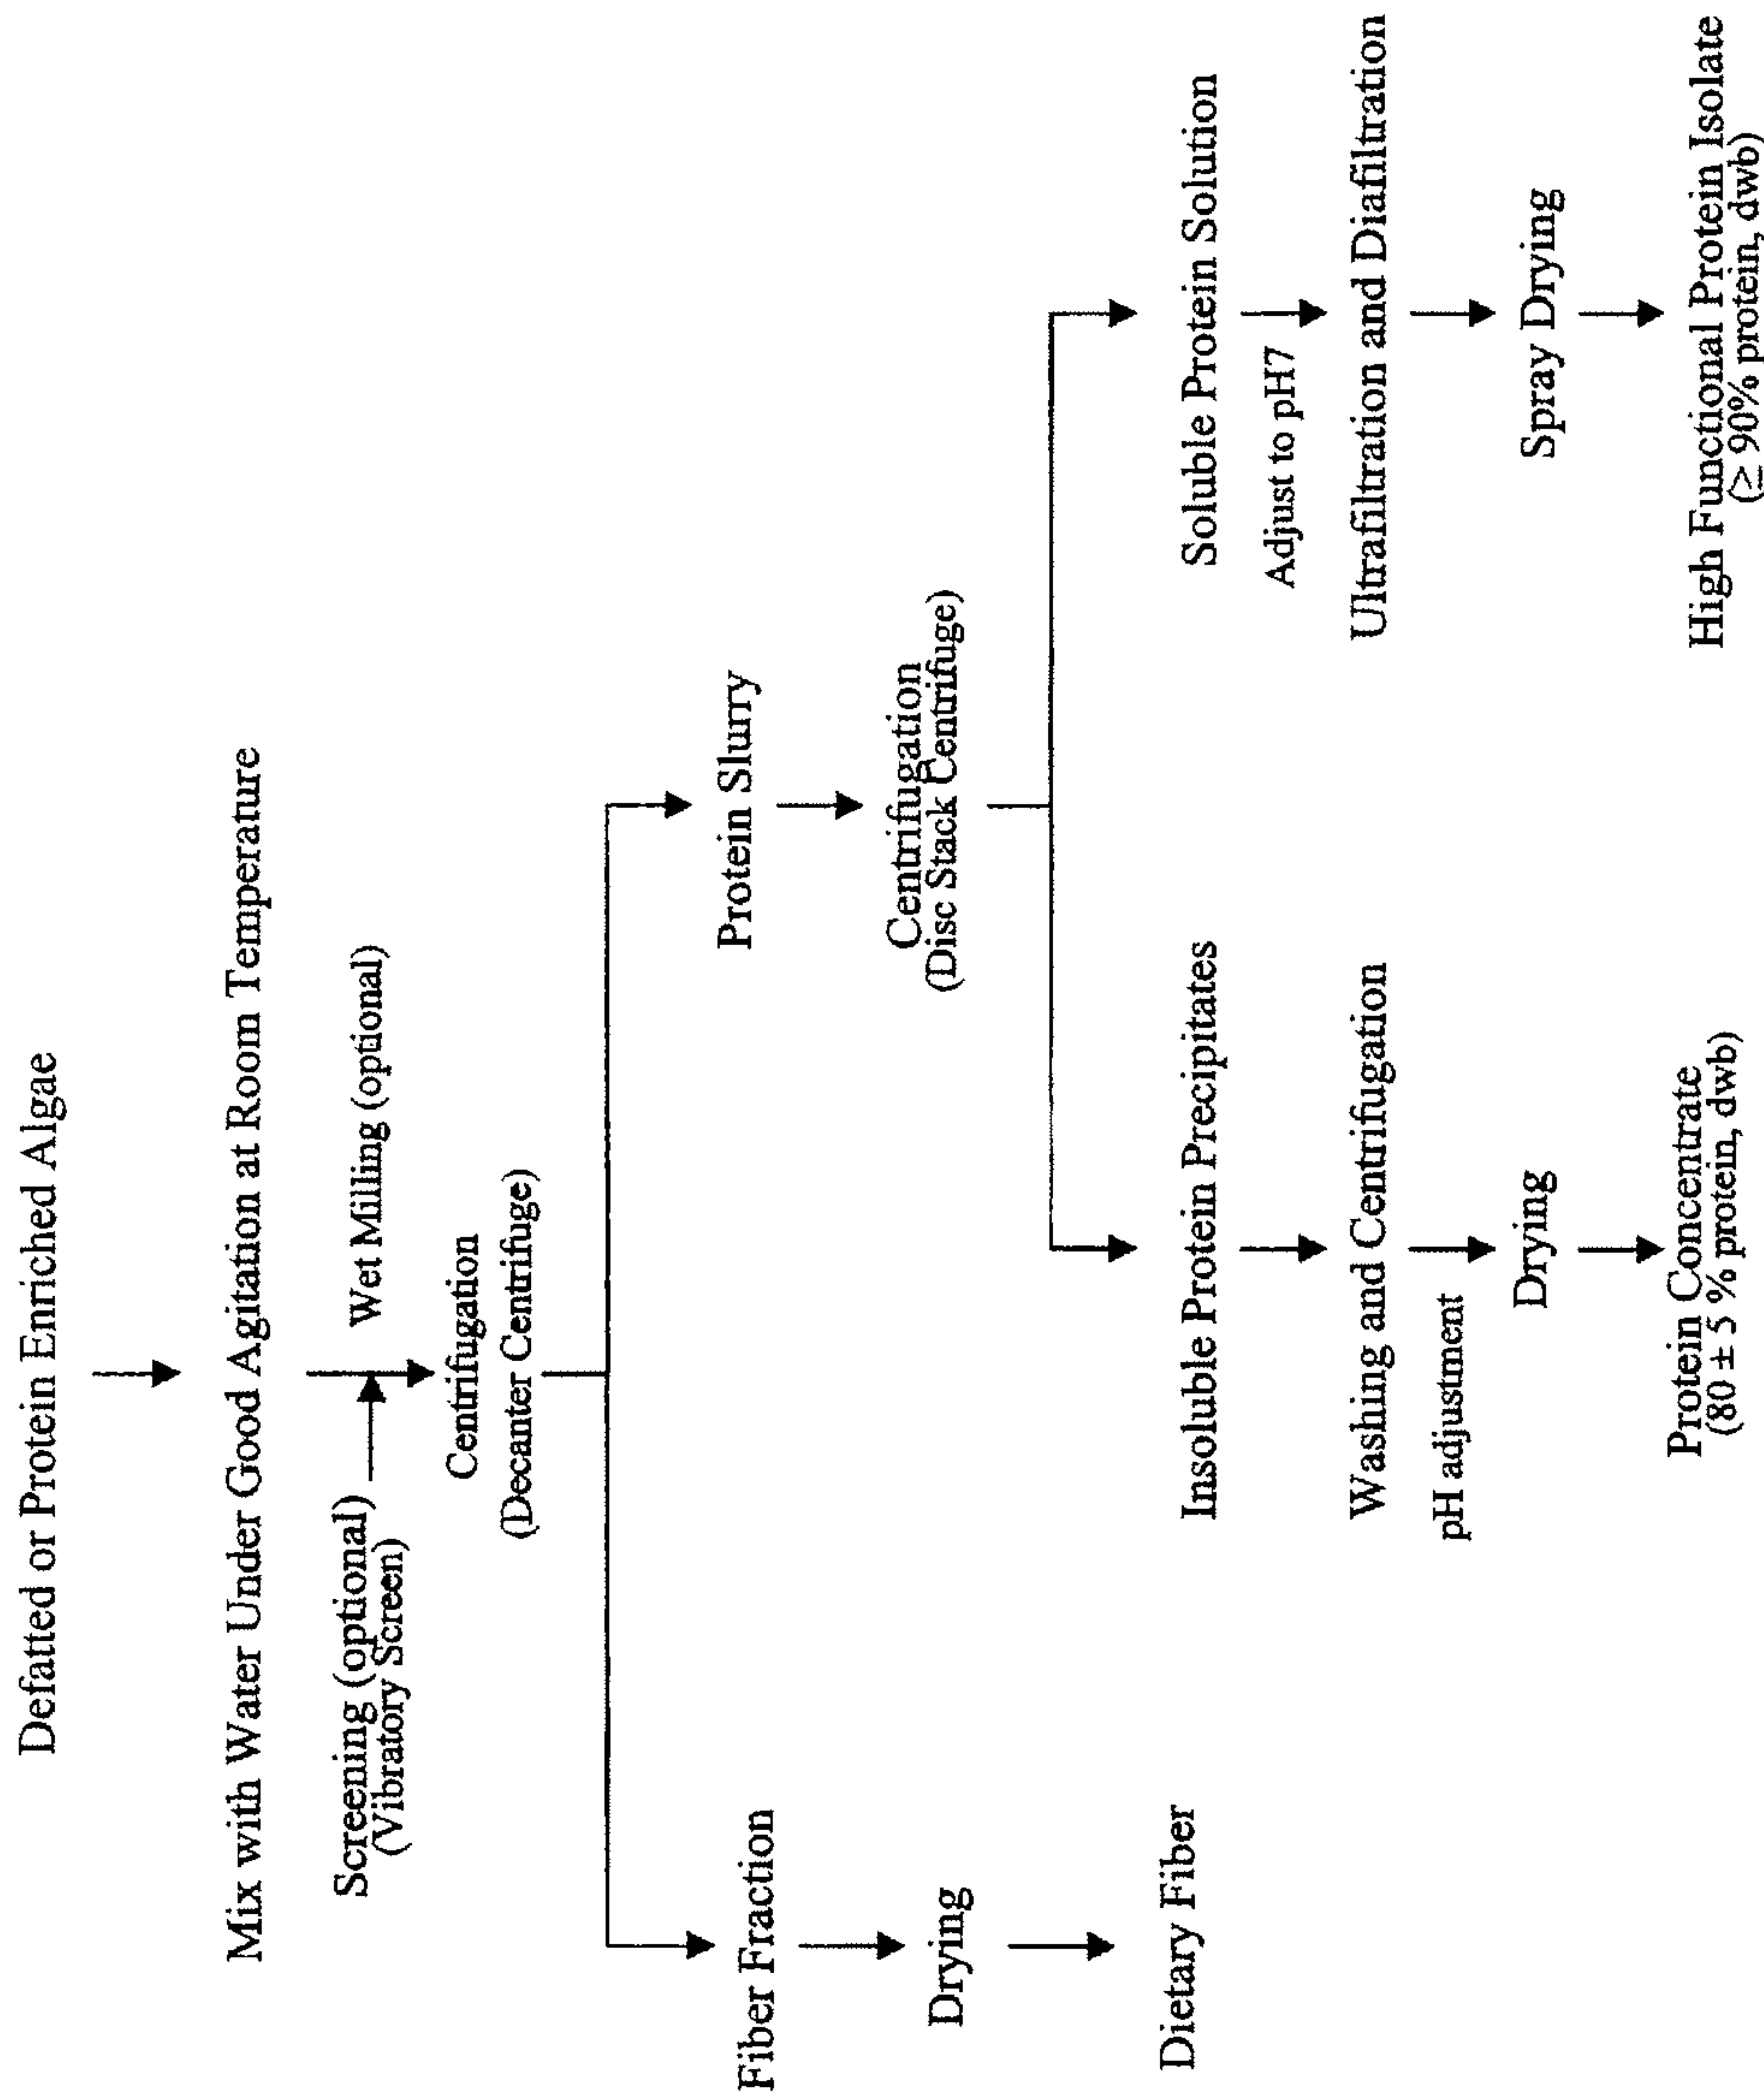 Defatted or Protein Enriched Algae
Mix with Water Under Good Agitation at Room Temperature
Screening (optional)
(Vibratory Screen)
Wet Milling (optional)
Centrifugation
(Decanter Centrifuge)
Fiber Fraction
Drying
Dietary Fiber
Protein Slurry
Centrifugation
(Disc Stack Centrifuge)
Insoluble Protein Precipitates
Washing and Centrifugation
pH adjustment
Drying
Protein Concentrate
(80 ± 5 % protein, dwb)
Soluble Protein Solution
Adjust to pH7
Ultrafiltration and Diafiltration
Spray Drying
High Functional Protein Isolate
(≥ 90% protein, dwb)